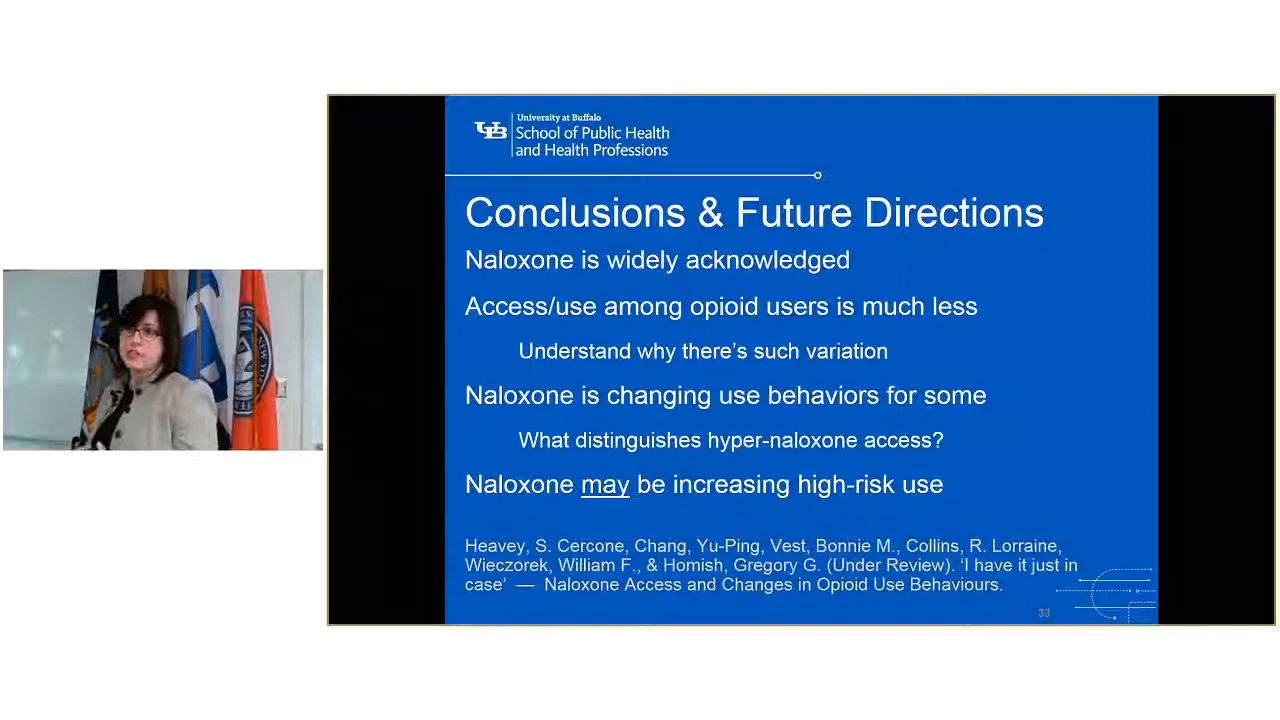 University at Buffalo
UB
School of Public Health
and Health Professions
Conclusions & Future Directions
Naloxone is widely acknowledged
Access/use among opioid users is much less
Understand why there's such variation
Naloxone is changing use behaviors for some
What distinguishes hyper-naloxone access?
Naloxone may be increasing high-risk use
Heavey, S. Cercone, Chang, Yu-Ping, Vest, Bonnie M., Collins, R. Lorraine,
Wieczorek, William F., & Homish, Gregory G. (Under Review). ‘I have it just in
case’ — Naloxone Access and Changes in Opioid Use Behaviours.
33
NEW YORK